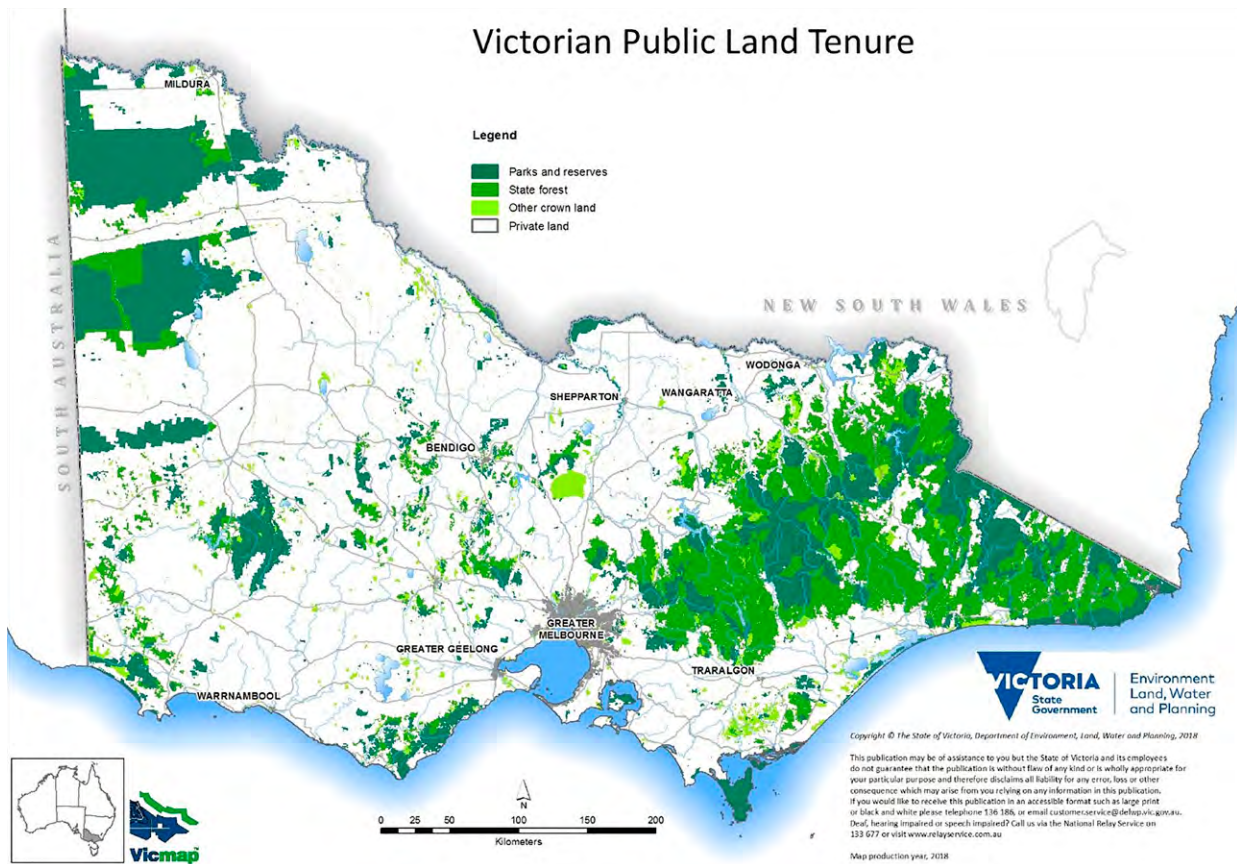 Victorian Public Land Tenure
MILDURA
Legend
Parks and reserves
State forest
Other crown land
Private land
SOUTH AUSTRALIA
NEW SOUTH WALES
WODONGA
SHEPPARTON
WANGARATTA
BENDIGO
GREATER
MELBOURNE
GREATER GEELONG
TRARALGON
WARRNAMBOOL
VICTORIA
State
Government
Environment
Land, Water
and Planning
Copyright © The State of Victoria, Department of Environment, Land, Water and Planning, 2018
This publication may be of assistance to you but the State of Victoria and its employees
do not guarantee that the publication is without flaw of any kind or is wholly appropriate for
your particular purpose and therefore disclaims all liability for any error, loss or other
consequence which may arise from you relying on any information in this publication.
If you would like to receive this publication in an accessible format such as large print
or black and white please telephone 136 186, or email customer.service@delwp.vic.gov.au.
Deaf, hearing impaired or speech impaired? Call us via the National Relay Service on
133 677 or visit www.relayservice.com.au
Map production year, 2018
Vicmap™
N
0 25 50 100 150 200
Kilometers